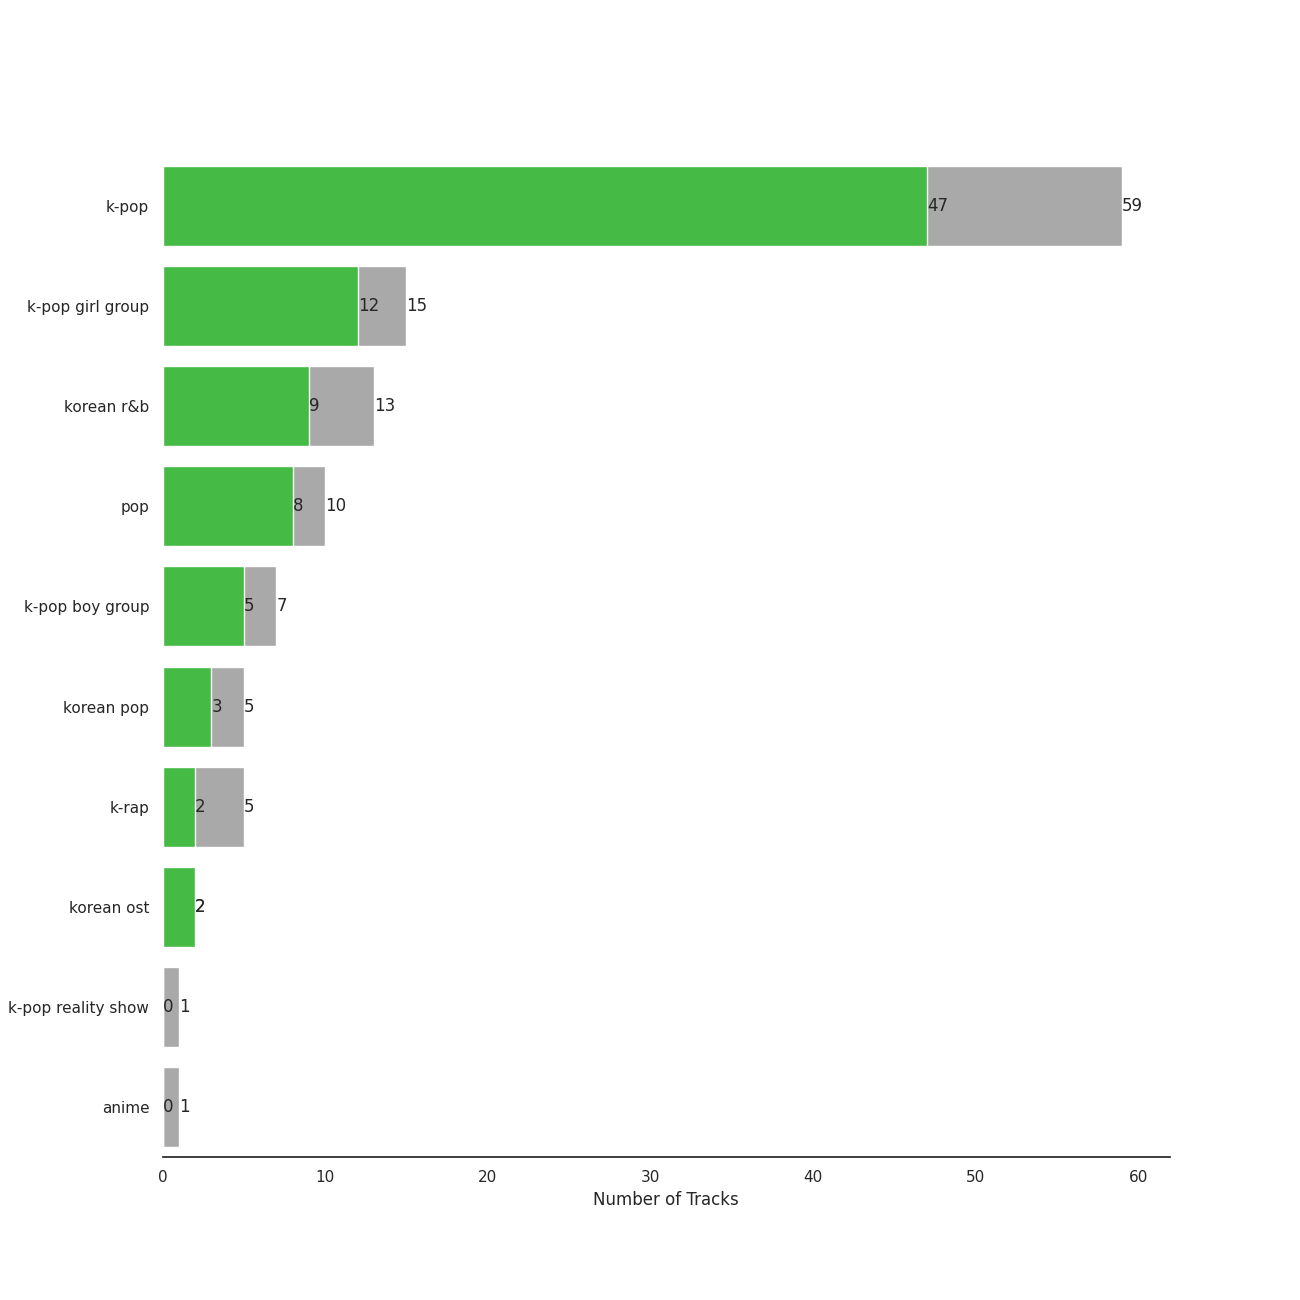 k-pop 47 59
k-pop girl group 12 15
korean r&b 9 13
pop 8 10
k-pop boy group 5 7
korean pop 3 5
k-rap 2 5
korean ost 2
k-pop reality show 0 1
anime 0 1
0 10 20 30 40 50 60
Number of Tracks